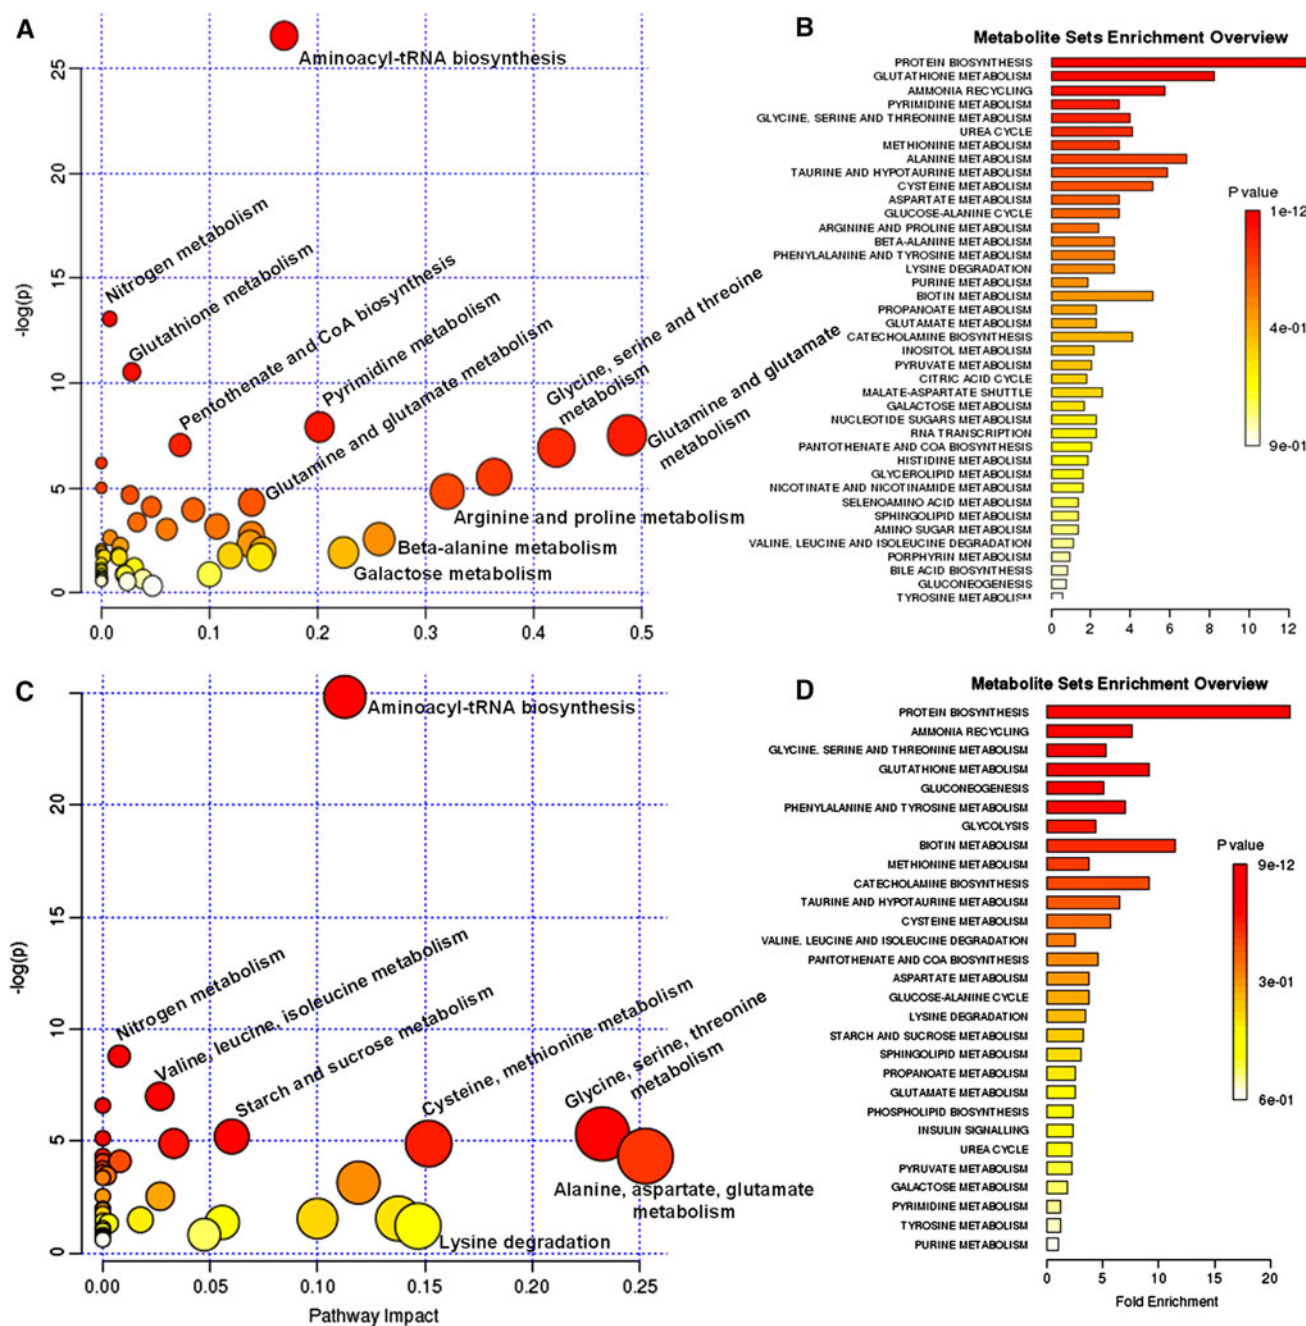 A
25
20
15
10
5
0
-log(p)
Aminoacyl-tRNA biosynthesis
Nitrogen metabolism
Glutathione metabolism
Pentothenate and CoA biosynthesis
Pyrimidine metabolism
Glutamine and glutamate metabolism
Glycine, serine and threoine
metabolism
Glutamine and glutamate
metabolism
Arginine and proline metabolism
Beta-alanine metabolism
Galactose metabolism
0.0 0.1 0.2 0.3 0.4 0.5
B
Metabolite Sets Enrichment Overview
PROTEIN BIOSYNTHESIS
GLUTATHIONE METABOLISM
AMMONIA RECYCLING
PYRIMIDINE METABOLISM
GLYCINE, SERINE AND THREONINE METABOLISM
UREA CYCLE
METHIONINE METABOLISM
ALANINE METABOLISM
TAURINE AND HYPOTAURINE METABOLISM
CYSTEINE METABOLISM
ASPARTATE METABOLISM
GLUCOSE-ALANINE CYCLE
ARGININE AND PROLINE METABOLISM
BETA-ALANINE METABOLISM
PHENYLALANINE AND TYROSINE METABOLISM
LYSINE DEGRADATION
PURINE METABOLISM
BIOTIN METABOLISM
PROPANOATE METABOLISM
GLUTAMATE METABOLISM
CATECHOLAMINE BIOSYNTHESIS
INOSITOL METABOLISM
PYRUVATE METABOLISM
CITRIC ACID CYCLE
MALATE-ASPARTATE SHUTTLE
GALACTOSE METABOLISM
NUCLEOTIDE SUGARS METABOLISM
RNA TRANSCRIPTION
PANTOTHENATE AND COA BIOSYNTHESIS
HISTIDINE METABOLISM
GLYCEROLIPID METABOLISM
NICOTINATE AND NICOTINAMIDE METABOLISM
SELENOAMINO ACID METABOLISM
SPHINGOLIPID METABOLISM
AMINO SUGAR METABOLISM
VALINE, LEUCINE AND ISOLEUCINE DEGRADATION
PORPHYRIN METABOLISM
BILE ACID BIOSYNTHESIS
GLUCONEOGENESIS
TYROSINE METABOLISM
0 2 4 6 8 10 12
P value
1e-12
4e-01
9e-01
C
20
15
10
5
0
-log(p)
Aminoacyl-tRNA biosynthesis
Nitrogen metabolism
Valine, leucine, isoleucine metabolism
Starch and sucrose metabolism
Cysteine, methionine metabolism
Glycine, serine, threonine
metabolism
Alanine, aspartate, glutamate
metabolism
Lysine degradation
0.00 0.05 0.10 0.15 0.20 0.25
Pathway Impact
D
Metabolite Sets Enrichment Overview
PROTEIN BIOSYNTHESIS
AMMONIA RECYCLING
GLYCINE, SERINE AND THREONINE METABOLISM
GLUTATHIONE METABOLISM
GLUCONEOGENESIS
PHENYLALANINE AND TYROSINE METABOLISM
GLYCOLYSIS
BIOTIN METABOLISM
METHIONINE METABOLISM
CATECHOLAMINE BIOSYNTHESIS
TAURINE AND HYPOTAURINE METABOLISM
CYSTEINE METABOLISM
VALINE, LEUCINE AND ISOLEUCINE DEGRADATION
PANTOTHENATE AND COA BIOSYNTHESIS
ASPARTATE METABOLISM
GLUCOSE-ALANINE CYCLE
LYSINE DEGRADATION
STARCH AND SUCROSE METABOLISM
SPHINGOLIPID METABOLISM
PROPANOATE METABOLISM
GLUTAMATE METABOLISM
PHOSPHOLIPID BIOSYNTHESIS
INSULIN SIGNALLING
UREA CYCLE
PYRUVATE METABOLISM
GALACTOSE METABOLISM
PYRIMIDINE METABOLISM
TYROSINE METABOLISM
PURINE METABOLISM
0 5 10 15 20
Fold Enrichment
P value
9e-12
3e-01
6e-01